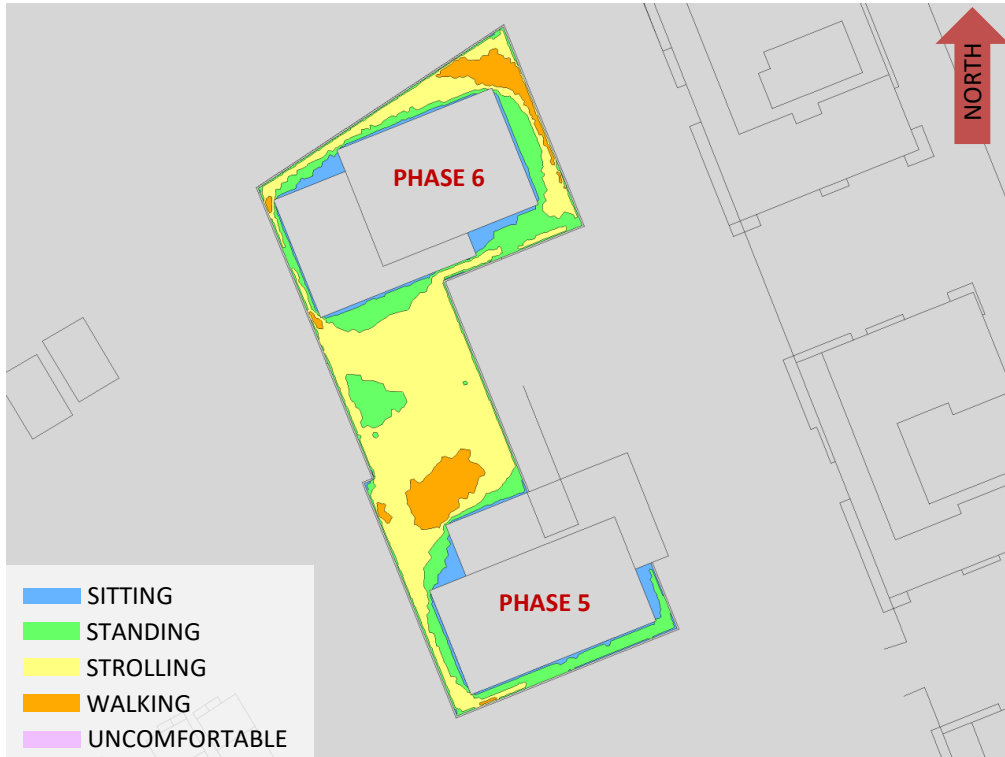 NORTH
PHASE 6
PHASE 5
SITTING
STANDING
STROLLING
WALKING
UNCOMFORTABLE